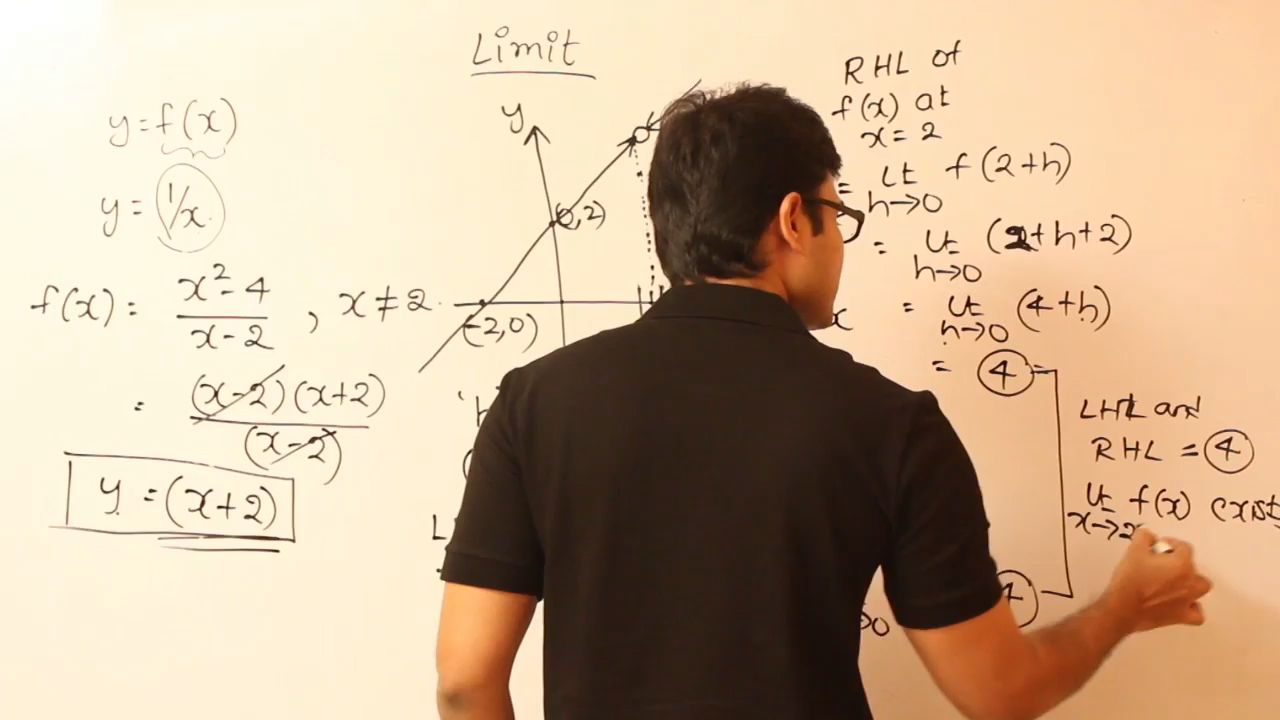 Limit
y = f(x)
y = 1/x
f(x) = x²-4 / x-2 , x ≠ 2
= (x-2)(x+2) / (x-2)
y = (x+2)
y
(0,2)
(-2,0)
x
RHL of
f(x) at
x = 2
= Lt h→0 f(2+h)
= Lt h→0 (2+h+2)
= Lt h→0 (4+h)
= 4
4
LHL and
RHL = 4
Lt x→2 f(x) exist